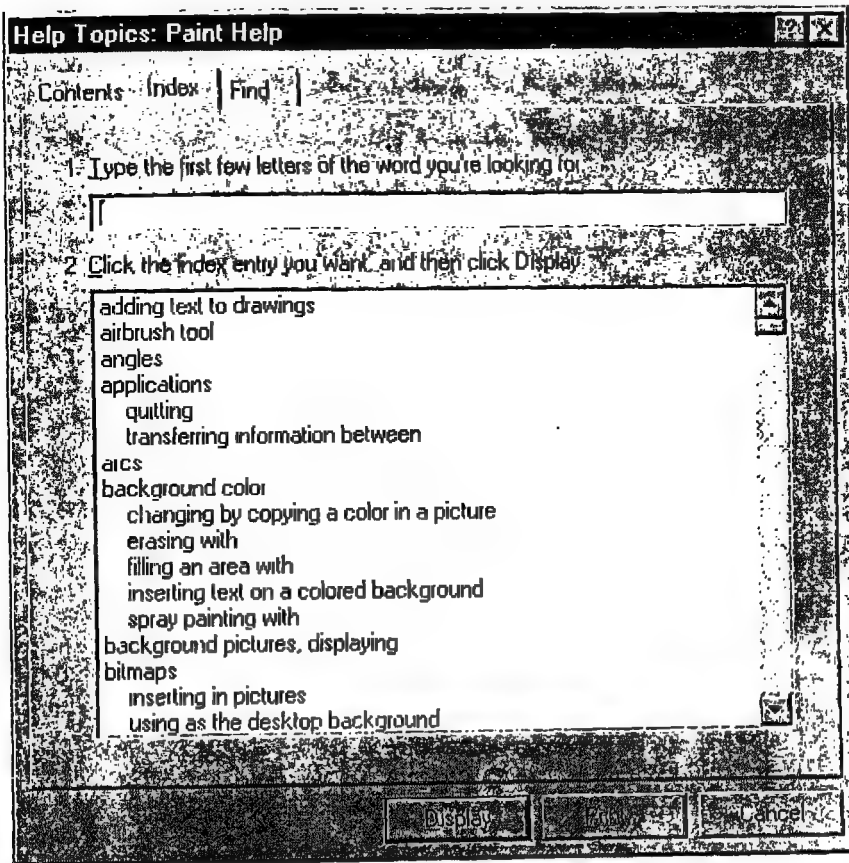 Help Topics: Paint Help
Contents Index Find
1. Type the first few letters of the word you're looking for.
2 Click the index entry you want, and then click Display.
adding text to drawings
airbrush tool
angles
applications
quitting
transferring information between
arcs
background color
changing by copying a color in a picture
erasing with
filling an area with
inserting text on a colored background
spray painting with
background pictures, displaying
bitmaps
inserting in pictures
using as the desktop background
Display Print... Cancel